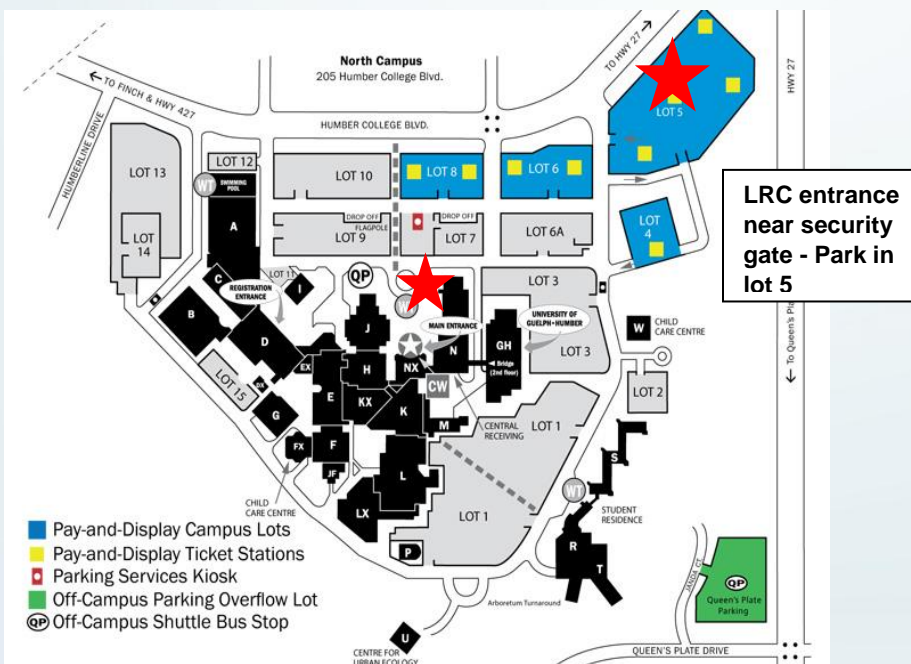 North Campus
205 Humber College Blvd.
TO HWY 27
HWY 27
TO FINCH & HWY 427
HUMBERLINE DRIVE
HUMBER COLLEGE BLVD.
LOT 5
LOT 13
LOT 12
WT
SWIMMING
POOL
LOT 10
LOT 8
LOT 6
LRC entrance
near security
gate - Park in
lot 5
A
DROP OFF
FLAGPOLE
LOT 9
DROP OFF
LOT 7
LOT 6A
LOT
4
LOT
14
C
REGISTRATION
ENTRANCE
LOT 11
I
QP
LOT 3
B
D
J
MAIN ENTRANCE
UNIVERSITY OF
GUELPH-HUMBER
W
CHILD
CARE CENTRE
N
GH
LOT 3
To Queen's Pla
EX
H
NX
Bridge
(2nd floor)
LOT 15
DX
E
KX
CW
K
LOT 2
G
M
CENTRAL
RECEIVING
LOT 1
FX
F
JF
L
S
CHILD
CARE CENTRE
LX
LOT 1
WT
STUDENT
RESIDENCE
P
R
T
Pay-and-Display Campus Lots
Pay-and-Display Ticket Stations
Parking Services Kiosk
Off-Campus Parking Overflow Lot
QP Off-Campus Shuttle Bus Stop
JANDA CT.
QP
Queen's Plate
Parking
Arboretum Turnaround
U
CENTRE FOR
URBAN ECOLOGY
QUEEN'S PLATE DRIVE